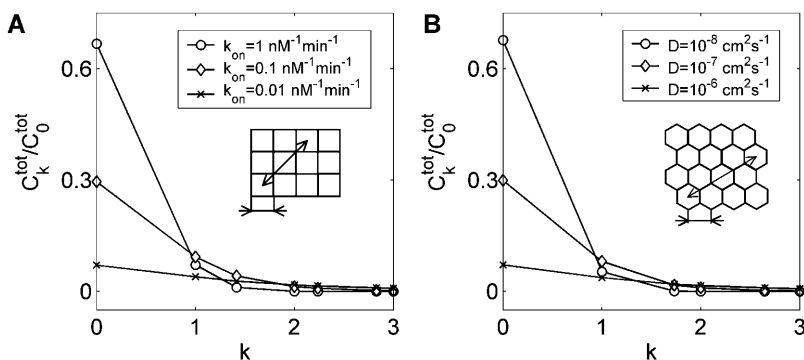 A
C_k^tot/C_0^tot
0.6
0.3
0
k_on=1 nM^-1min^-1
k_on=0.1 nM^-1min^-1
k_on=0.01 nM^-1min^-1
0 1 2 3
k
B
C_k^tot/C_0^tot
0.6
0.3
0
D=10^-8 cm^2s^-1
D=10^-7 cm^2s^-1
D=10^-6 cm^2s^-1
0 1 2 3
k